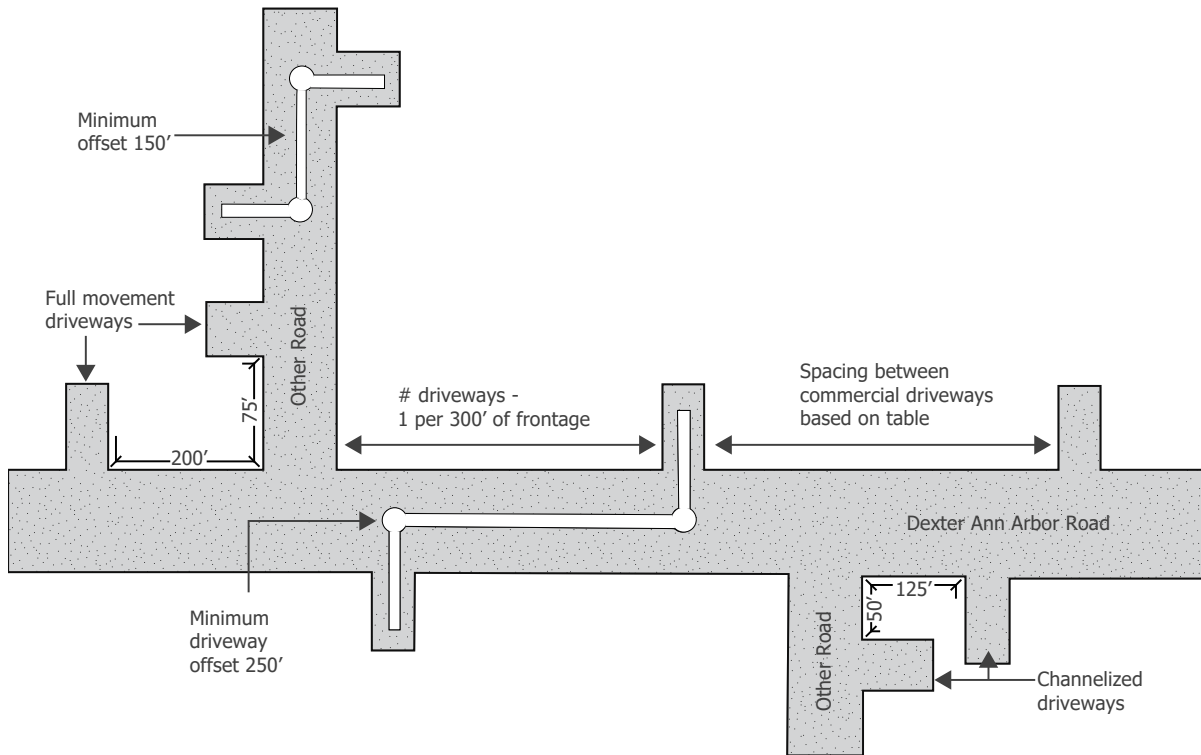 Minimum
offset 150’
Full movement
driveways
Other Road
75’
200’
# driveways -
1 per 300’ of frontage
Spacing between
commercial driveways
based on table
Dexter Ann Arbor Road
Minimum
driveway
offset 250’
Other Road
50’
125’
Channelized
driveways